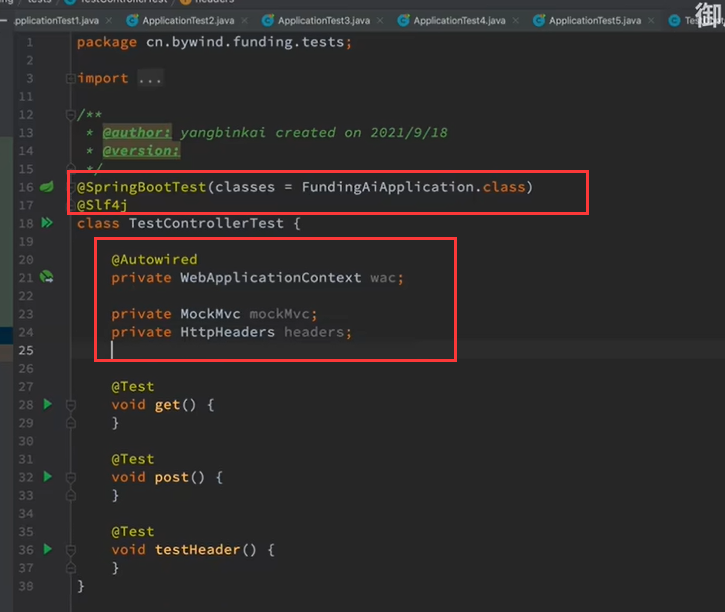 tests
TestControllerTest
headers
pplicationTest1.java
ApplicationTest2.java
ApplicationTest3.java
ApplicationTest4.java
ApplicationTest5.java
御
1 package cn.bywind.funding.tests;
2
3 import ...
11
12 /**
13 * @author: yangbinkai created on 2021/9/18
14 * @version:
15 */
16 @SpringBootTest(classes = FundingAiApplication.class)
17 @Slf4j
18 class TestControllerTest {
19
20 @Autowired
21 private WebApplicationContext wac;
22
23 private MockMvc mockMvc;
24 private HttpHeaders headers;
25
26
27 @Test
28 void get() {
29 }
30
31 @Test
32 void post() {
33 }
34
35 @Test
36 void testHeader() {
37 }
38 }